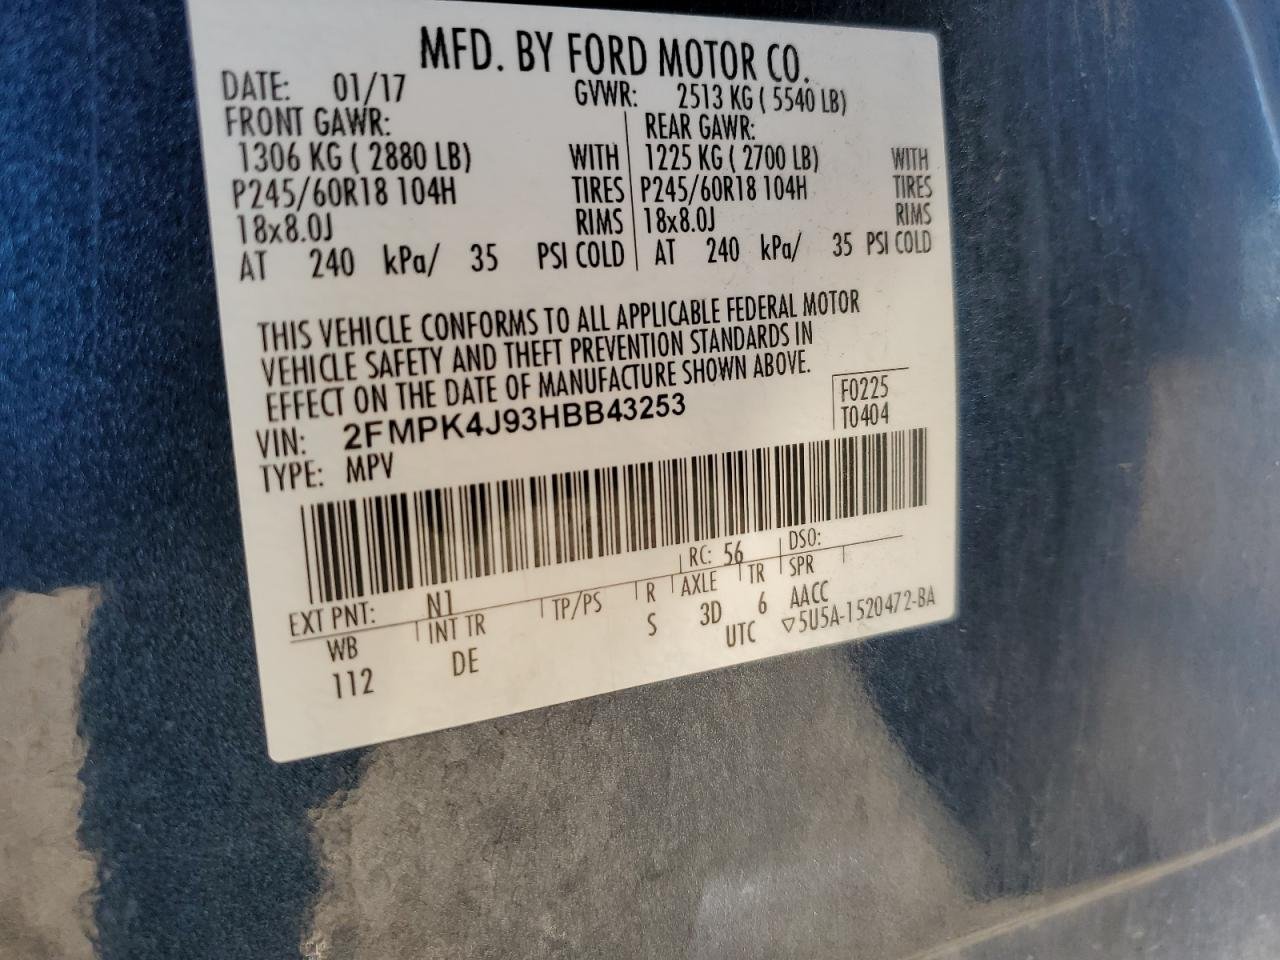 MFD. BY FORD MOTOR CO.
DATE: 01/17 GVWR: 2513 KG ( 5540 LB)
FRONT GAWR: REAR GAWR:
1306 KG ( 2880 LB) WITH 1225 KG ( 2700 LB) WITH
P245/60R18 104H TIRES P245/60R18 104H TIRES
18x8.0J RIMS 18x8.0J RIMS
AT 240 kPa/ 35 PSI COLD AT 240 kPa/ 35 PSI COLD
THIS VEHICLE CONFORMS TO ALL APPLICABLE FEDERAL MOTOR
VEHICLE SAFETY AND THEFT PREVENTION STANDARDS IN
EFFECT ON THE DATE OF MANUFACTURE SHOWN ABOVE.
VIN: 2FMPK4J93HBB43253 F0225
TYPE: MPV T0404
EXT PNT: N1 RC: 56 DSO:
WB INT TR TP/PS R AXLE TR SPR
112 DE S 3D 6 AACC
UTC ▽5U5A-1520472-BA